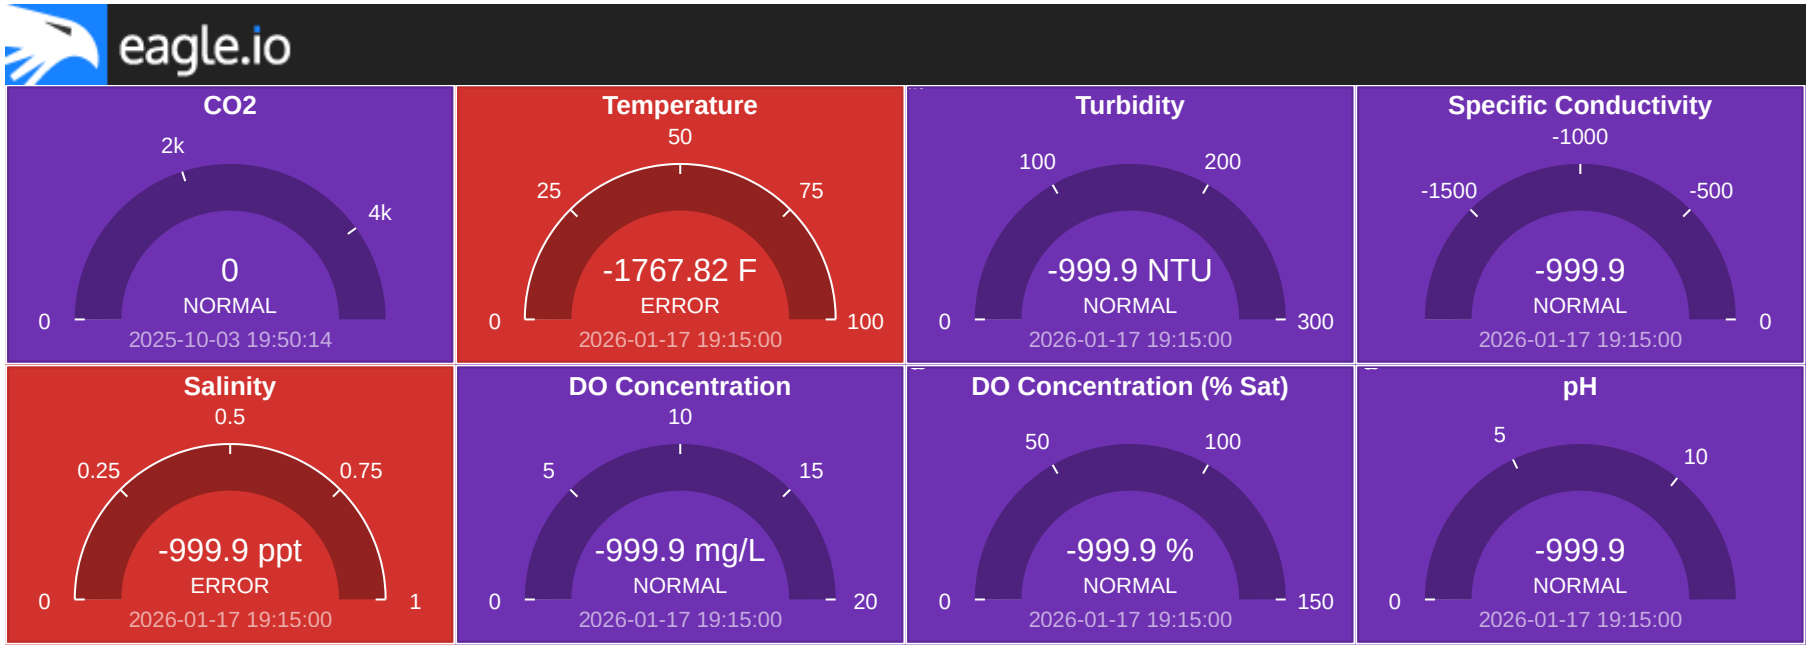 eagle.io
CO2
2k
4k
0
NORMAL
0
2025-10-03 19:50:14
Temperature
50
25
75
-1767.82 F
ERROR
0
100
2026-01-17 19:15:00
Turbidity
100
200
-999.9 NTU
NORMAL
0
300
2026-01-17 19:15:00
Specific Conductivity
-1000
-1500
-500
-999.9
NORMAL
0
2026-01-17 19:15:00
Salinity
0.5
0.25
0.75
-999.9 ppt
ERROR
0
1
2026-01-17 19:15:00
DO Concentration
10
5
15
-999.9 mg/L
NORMAL
0
20
2026-01-17 19:15:00
DO Concentration (% Sat)
50
100
-999.9 %
NORMAL
0
150
2026-01-17 19:15:00
pH
5
10
-999.9
NORMAL
0
2026-01-17 19:15:00